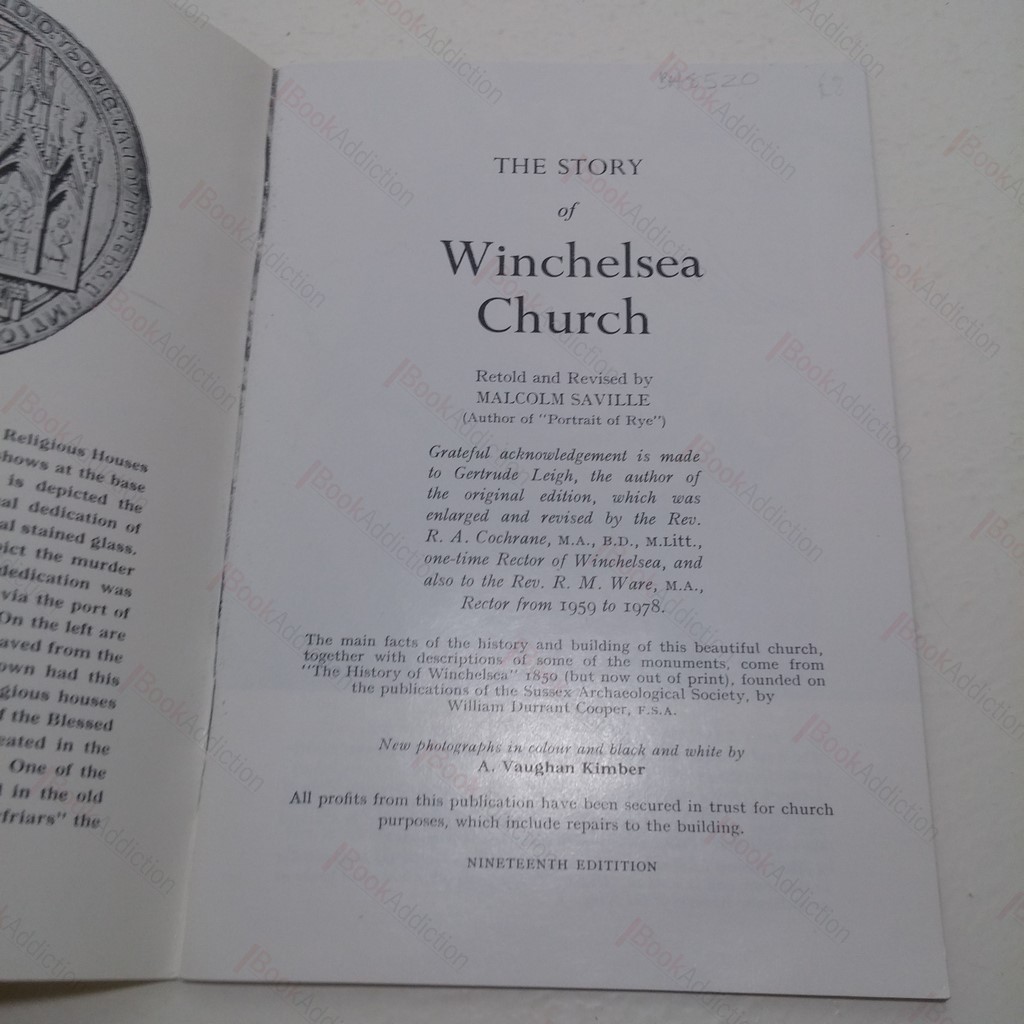 Religious Houses
hows at the base
is depicted the
al dedication of
al stained glass.
ict the murder
dedication was
via the port of
On the left are
aved from the
own had this
gious houses
f the Blessed
eated in the
One of the
in the old
friars" the
THE STORY
of
Winchelsea
Church
Retold and Revised by
MALCOLM SAVILLE
(Author of "Portrait of Rye")
Grateful acknowledgement is made
to Gertrude Leigh, the author of
the original edition, which was
enlarged and revised by the Rev.
R. A. Cochrane, M.A., B.D., M.Litt.,
one-time Rector of Winchelsea, and
also to the Rev. R. M. Ware, M.A.,
Rector from 1959 to 1978.
The main facts of the history and building of this beautiful church,
together with descriptions of some of the monuments, come from
"The History of Winchelsea" 1850 (but now out of print), founded on
the publications of the Sussex Archaeological Society, by
William Durrant Cooper, F.S.A.
New photographs in colour and black and white by
A. Vaughan Kimber
All profits from this publication have been secured in trust for church
purposes, which include repairs to the building.
NINETEENTH EDITITION
BookAddiction